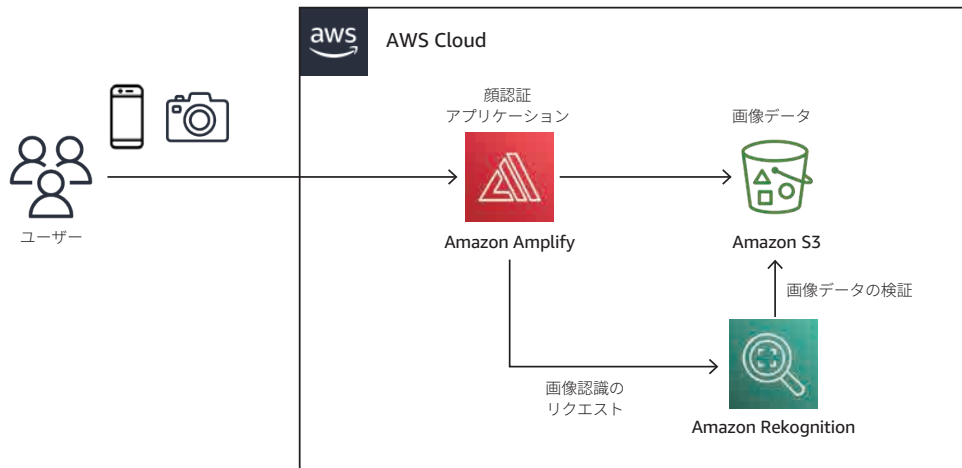 aws
AWS Cloud
顔認証
アプリケーション
画像データ
ユーザー
Amazon Amplify
Amazon S3
画像データの検証
画像認識の
リクエスト
Amazon Rekognition